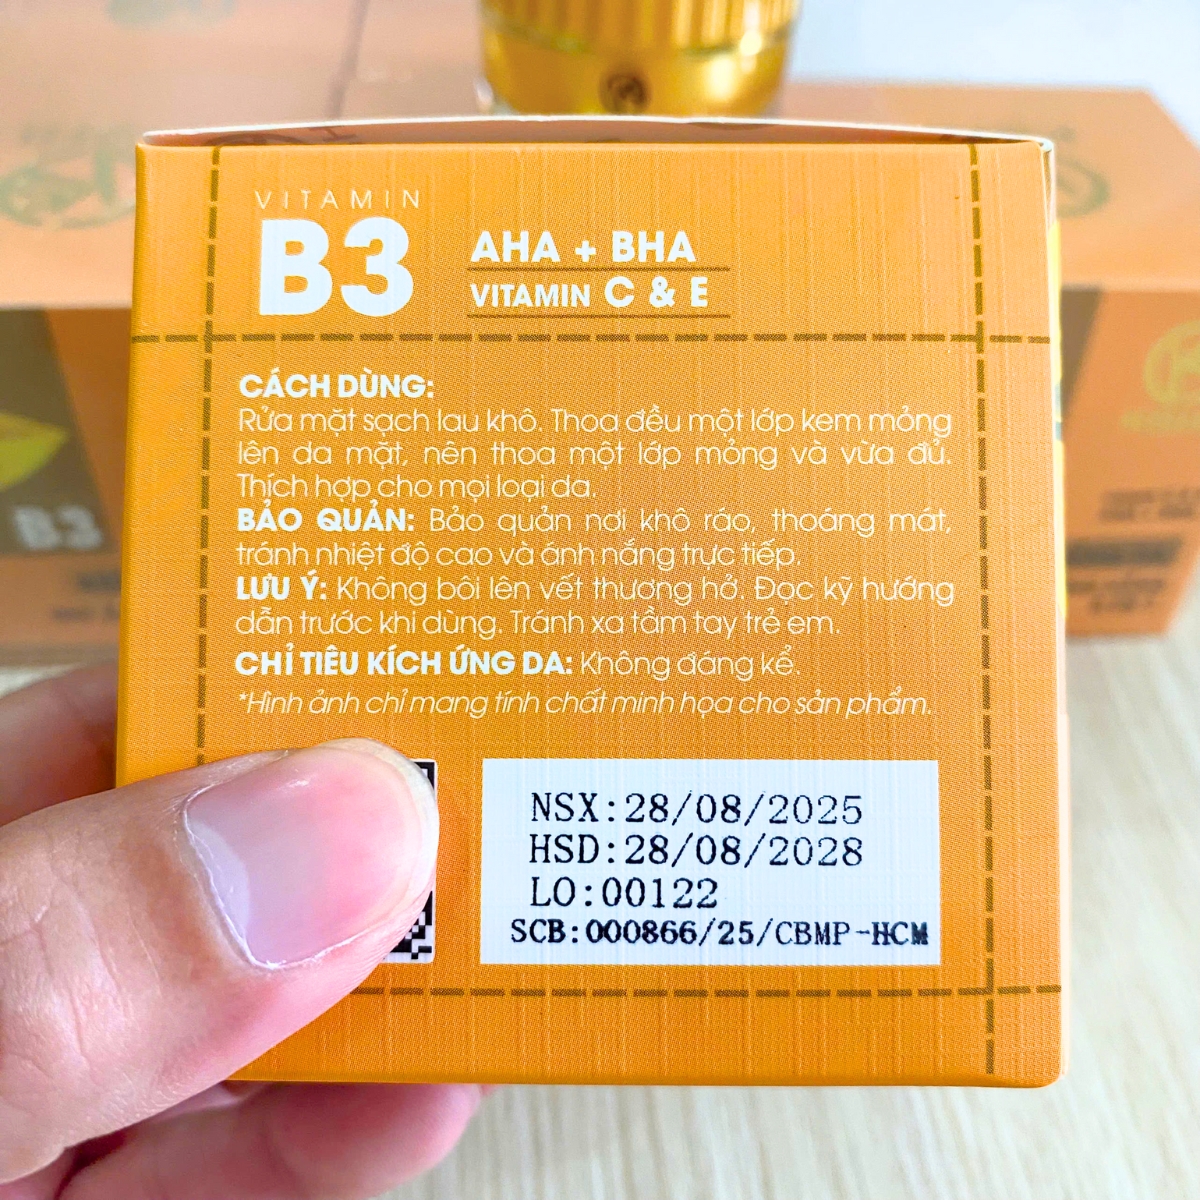 VITAMIN
B3
AHA + BHA
VITAMIN C & E
CÁCH DÙNG:
Rửa mặt sạch lau khô. Thoa đều một lớp kem mỏng
lên da mặt, nên thoa một lớp mỏng và vừa đủ.
Thích hợp cho mọi loại da.
BẢO QUẢN: Bảo quản nơi khô ráo, thoáng mát,
tránh nhiệt độ cao và ánh nắng trực tiếp.
LƯU Ý: Không bôi lên vết thương hở. Đọc kỹ hướng
dẫn trước khi dùng. Tránh xa tầm tay trẻ em.
CHỈ TIÊU KÍCH ỨNG DA: Không đáng kể.
*Hình ảnh chỉ mang tính chất minh họa cho sản phẩm.
NSX:28/08/2025
HSD:28/08/2028
LO:00122
SCB:000866/25/CBMP-HCM
B3